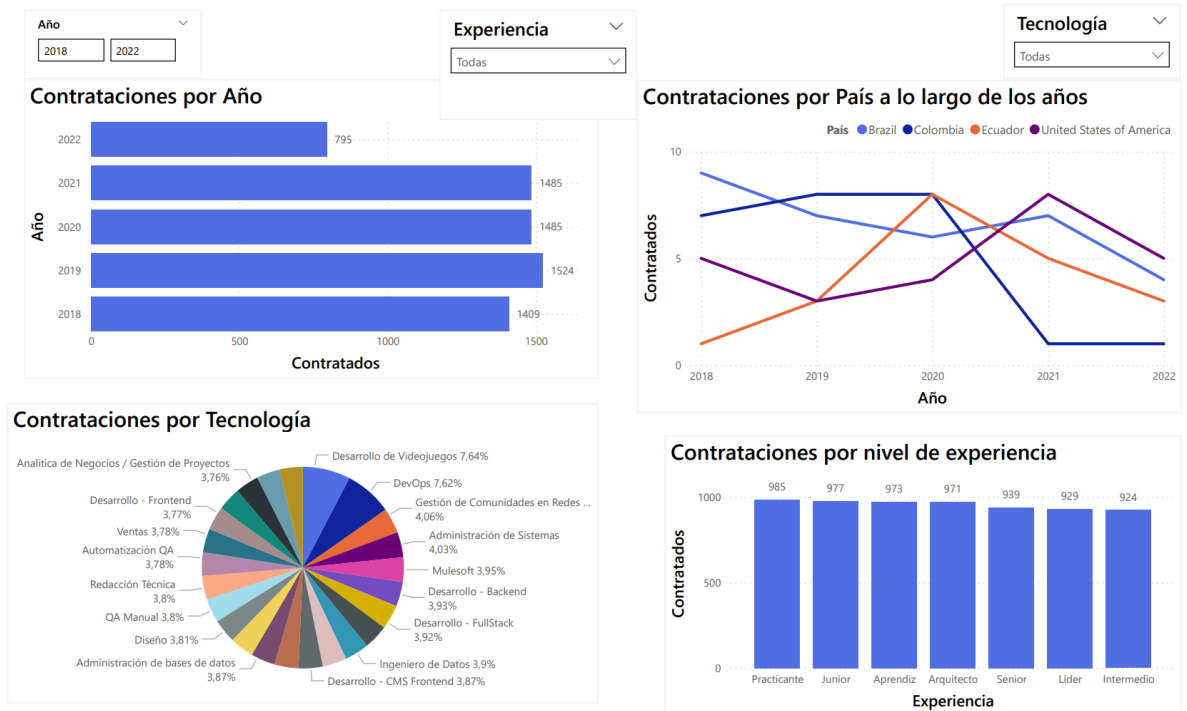 Año
2018
2022
Experiencia
Todas
Tecnología
Todas
Contrataciones por Año
2022
795
2021
1485
2020
1485
2019
1524
2018
1409
0
500
1000
1500
Año
Contratados
Contrataciones por País a lo largo de los años
País Brazil Colombia Ecuador United States of America
10
5
0
2018
2019
2020
2021
2022
Contratados
Año
Contrataciones por Tecnología
Desarrollo de Videojuegos 7,64%
DevOps 7,62%
Gestión de Comunidades en Redes ...
4,06%
Administración de Sistemas
4,03%
Mulesoft 3,95%
Desarrollo - Backend
3,93%
Desarrollo - FullStack
3,92%
Ingeniero de Datos 3,9%
Desarrollo - CMS Frontend 3,87%
Administración de bases de datos
3,87%
Diseño 3,81%
QA Manual 3,8%
Redacción Técnica
3,8%
Automatización QA
3,78%
Ventas 3,78%
Desarrollo - Frontend
3,77%
Analítica de Negocios / Gestión de Proyectos
3,76%
Contrataciones por nivel de experiencia
1000
500
0
985
977
973
971
939
929
924
Practicante
Junior
Aprendiz
Arquitecto
Senior
Líder
Intermedio
Contratados
Experiencia